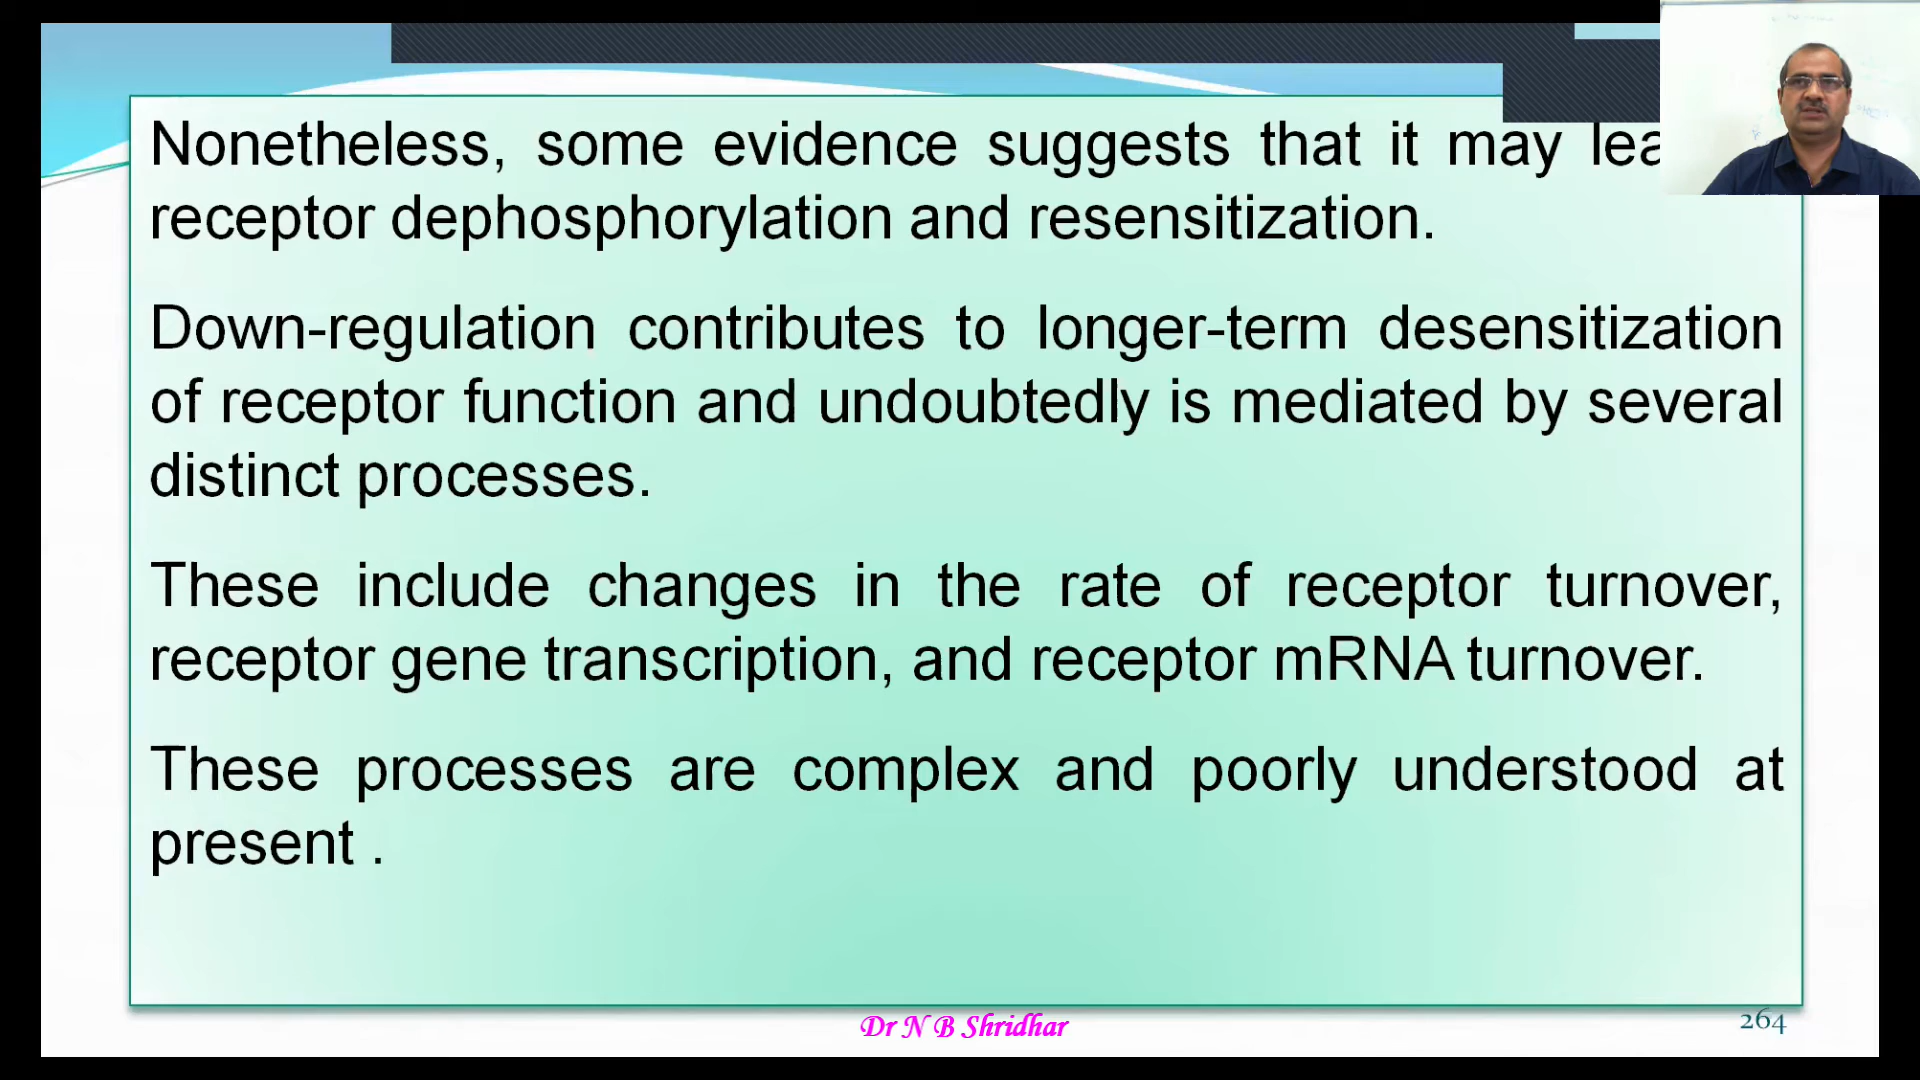 Nonetheless, some evidence suggests that it may
receptor dephosphorylation and resensitization.
Down-regulation contributes to longer-term desensitization
of receptor function and undoubtedly is mediated by several
distinct processes.
These include changes in the rate of receptor turnover,
receptor gene transcription, and receptor mRNA turnover.
These processes are complex and poorly understood at
present .
Dr N B Shridhar
264